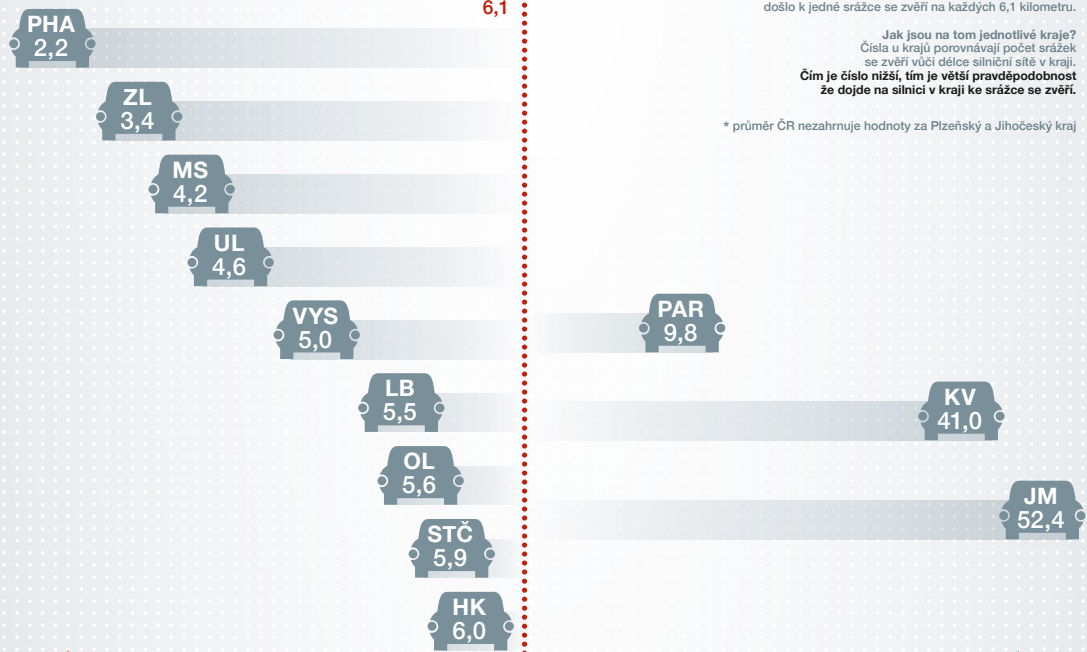 6,1
došlo k jedné srážce se zvěří na každých 6,1 kilometru.
Jak jsou na tom jednotlivé kraje?
Čísla u krajů porovnávají počet srážek
se zvěří vůči délce silniční sítě v kraji.
Čím je číslo nižší, tím je větší pravděpodobnost
že dojde na silnici v kraji ke srážce se zvěří.
* průměr ČR nezahrnuje hodnoty za Plzeňský a Jihočeský kraj
PHA
2,2
ZL
3,4
MS
4,2
UL
4,6
VYS
5,0
LB
5,5
OL
5,6
STČ
5,9
HK
6,0
PAR
9,8
KV
41,0
JM
52,4